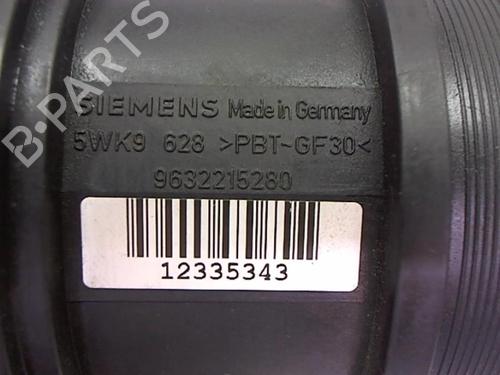 B-PARTS
SIEMENS Made in Germany
5WK9 628 >PBT-GF30<
9632215280
12335343